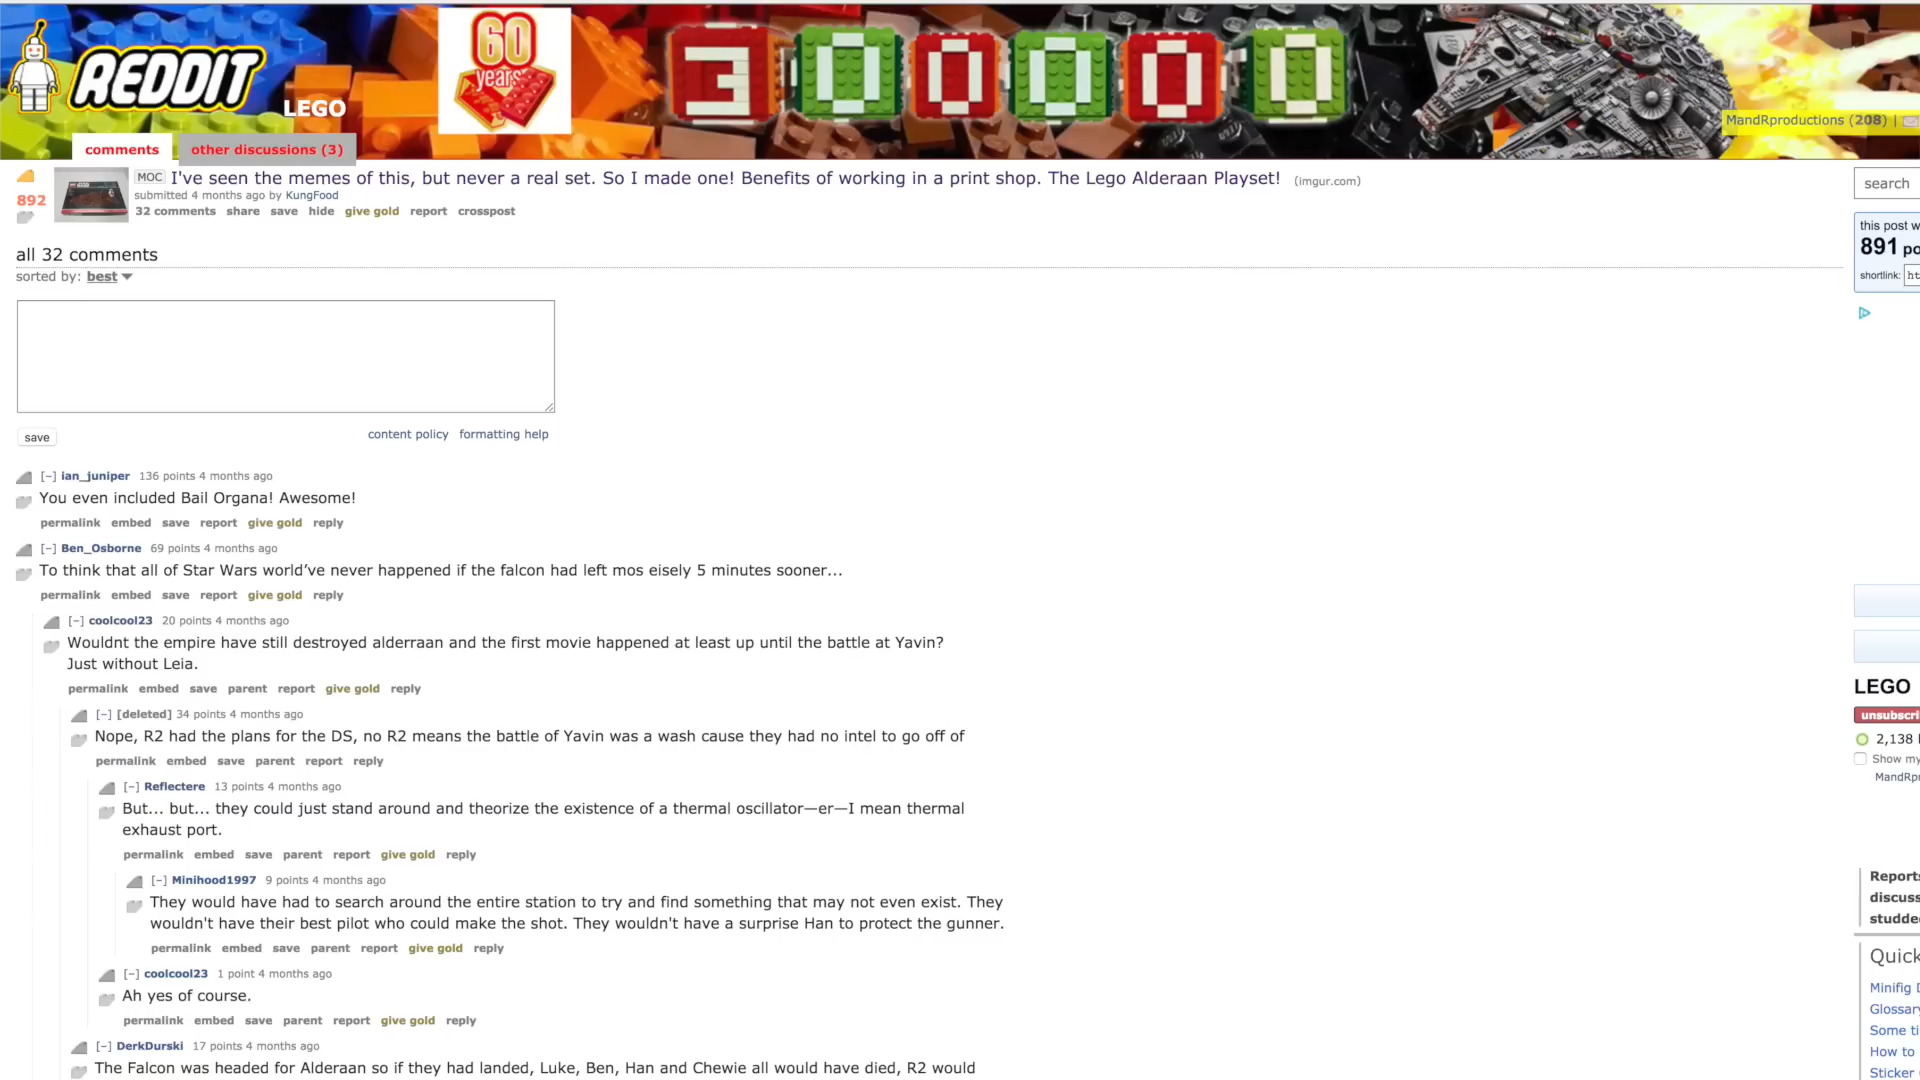 REDDIT
LEGO
60
years
300000
MandRproductions (208) |
comments
other discussions (3)
892
MOC I've seen the memes of this, but never a real set. So I made one! Benefits of working in a print shop. The Lego Alderaan Playset! (imgur.com)
submitted 4 months ago by KungFood
32 comments share save hide give gold report crosspost
search
this post w
891 po
shortlink: ht
all 32 comments
sorted by: best
save
content policy formatting help
[–] ian_juniper 136 points 4 months ago
You even included Bail Organa! Awesome!
permalink embed save report give gold reply
[–] Ben_Osborne 69 points 4 months ago
To think that all of Star Wars world’ve never happened if the falcon had left mos eisely 5 minutes sooner...
permalink embed save report give gold reply
[–] coolcool23 20 points 4 months ago
Wouldnt the empire have still destroyed alderraan and the first movie happened at least up until the battle at Yavin?
Just without Leia.
permalink embed save parent report give gold reply
[–] [deleted] 34 points 4 months ago
Nope, R2 had the plans for the DS, no R2 means the battle of Yavin was a wash cause they had no intel to go off of
permalink embed save parent report reply
[–] Reflectere 13 points 4 months ago
But... but... they could just stand around and theorize the existence of a thermal oscillator—er—I mean thermal
exhaust port.
permalink embed save parent report give gold reply
[–] Minihood1997 9 points 4 months ago
They would have had to search around the entire station to try and find something that may not even exist. They
wouldn't have their best pilot who could make the shot. They wouldn't have a surprise Han to protect the gunner.
permalink embed save parent report give gold reply
[–] coolcool23 1 point 4 months ago
Ah yes of course.
permalink embed save parent report give gold reply
[–] DerkDurski 17 points 4 months ago
The Falcon was headed for Alderaan so if they had landed, Luke, Ben, Han and Chewie all would have died, R2 would
LEGO
unsubscri
2,138
Show my
MandRpr
Reports
discuss
studde
Quick
Minifig
Glossary
Some ti
How to
Sticker